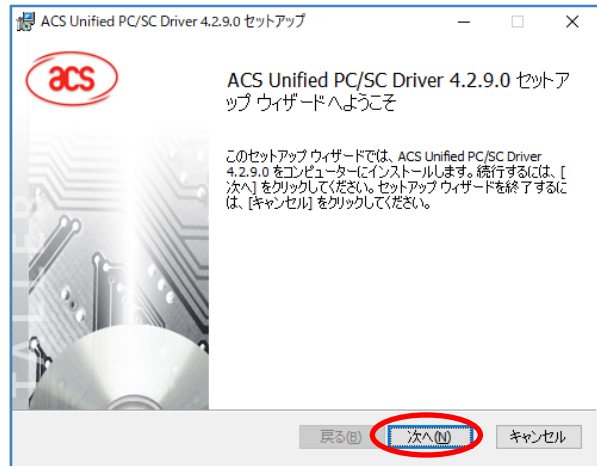 ACS Unified PC/SC Driver 4.2.9.0 セットアップ
acs
ACS Unified PC/SC Driver 4.2.9.0 セットア
ップ ウィザードへようこそ
このセットアップ ウィザードでは、ACS Unified PC/SC Driver
4.2.9.0 をコンピューターにインストールします。続行するには、[
次へ] をクリックしてください。セットアップ ウィザードを終了するに
は、[キャンセル] をクリックしてください。
TALLER
戻る(B) 次へ(N) キャンセル